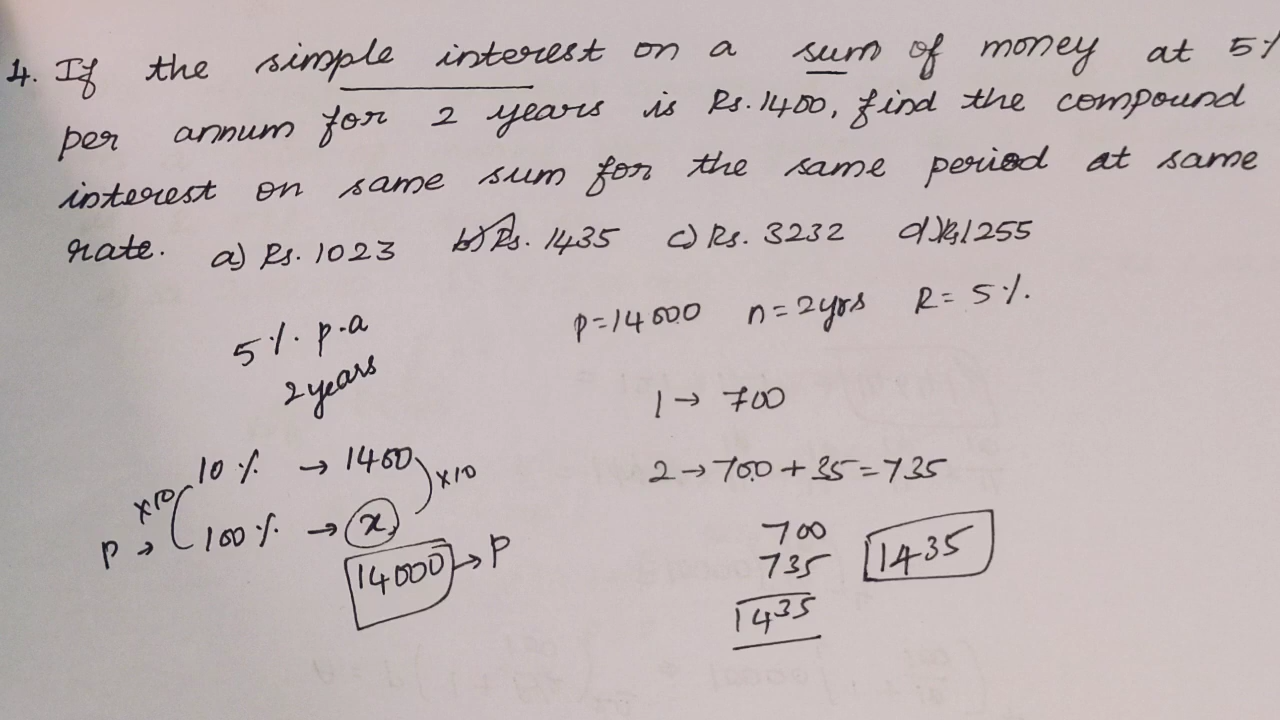 4. If the simple interest on a sum of money at 5%
per annum for 2 years is Rs. 1400, find the compound
interest on same sum for the same period at same
rate. a) Rs. 1023 b) Rs. 1435 c) Rs. 3232 d) Rs 1255
5% p.a
2 years
10% → 1400
x10 x10
P → 100% → x
14000 → P
P=14000 n=2yrs R=5%.
1 → 700
2 → 700 + 35 = 735
700
735
1435
1435